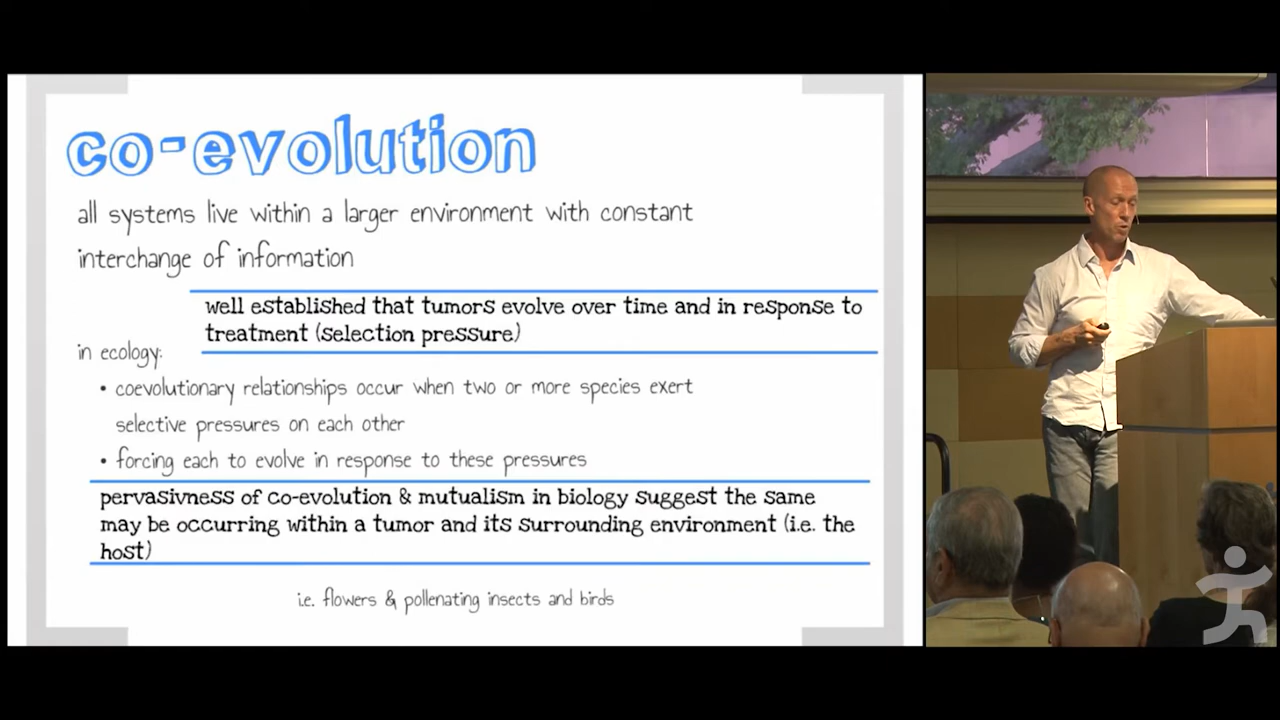 co-evolution
all systems live within a larger environment with constant
interchange of information
well established that tumors evolve over time and in response to
treatment (selection pressure)
in ecology:
• coevolutionary relationships occur when two or more species exert
selective pressures on each other
• forcing each to evolve in response to these pressures
pervasivness of co-evolution & mutualism in biology suggest the same
may be occurring within a tumor and its surrounding environment (i.e. the
host)
i.e. flowers & pollenating insects and birds